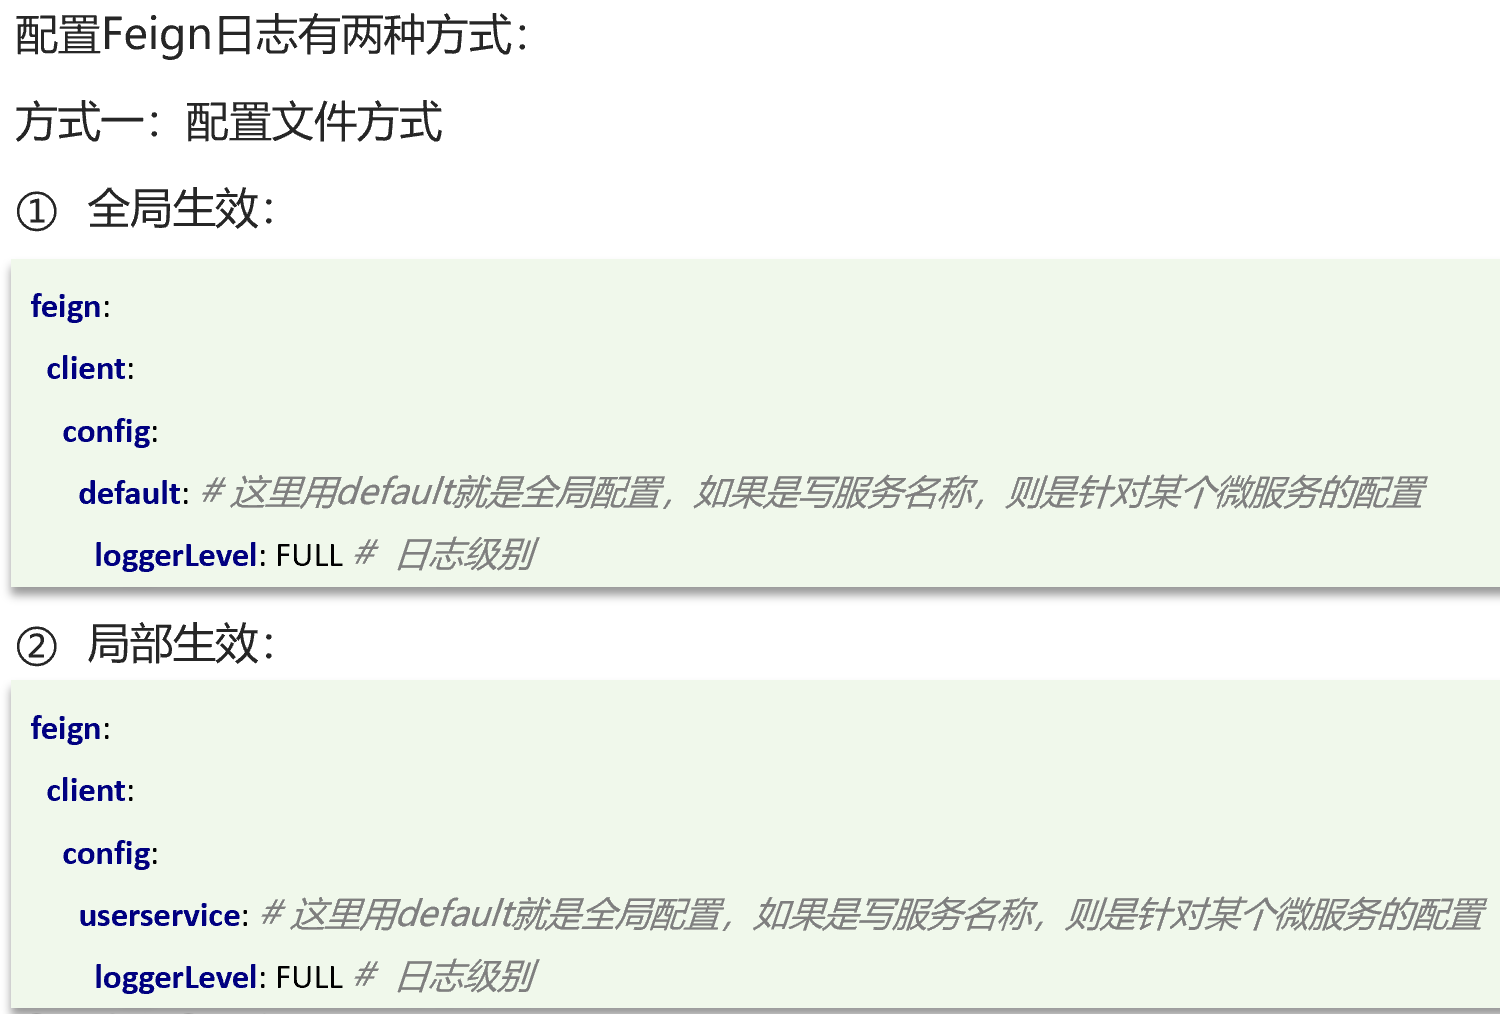 配置Feign日志有两种方式：
方式一：配置文件方式
① 全局生效：
feign:
client:
config:
default: # 这里用default就是全局配置，如果是写服务名称，则是针对某个微服务的配置
loggerLevel: FULL # 日志级别
② 局部生效：
feign:
client:
config:
userservice: # 这里用default就是全局配置，如果是写服务名称，则是针对某个微服务的配置
loggerLevel: FULL # 日志级别